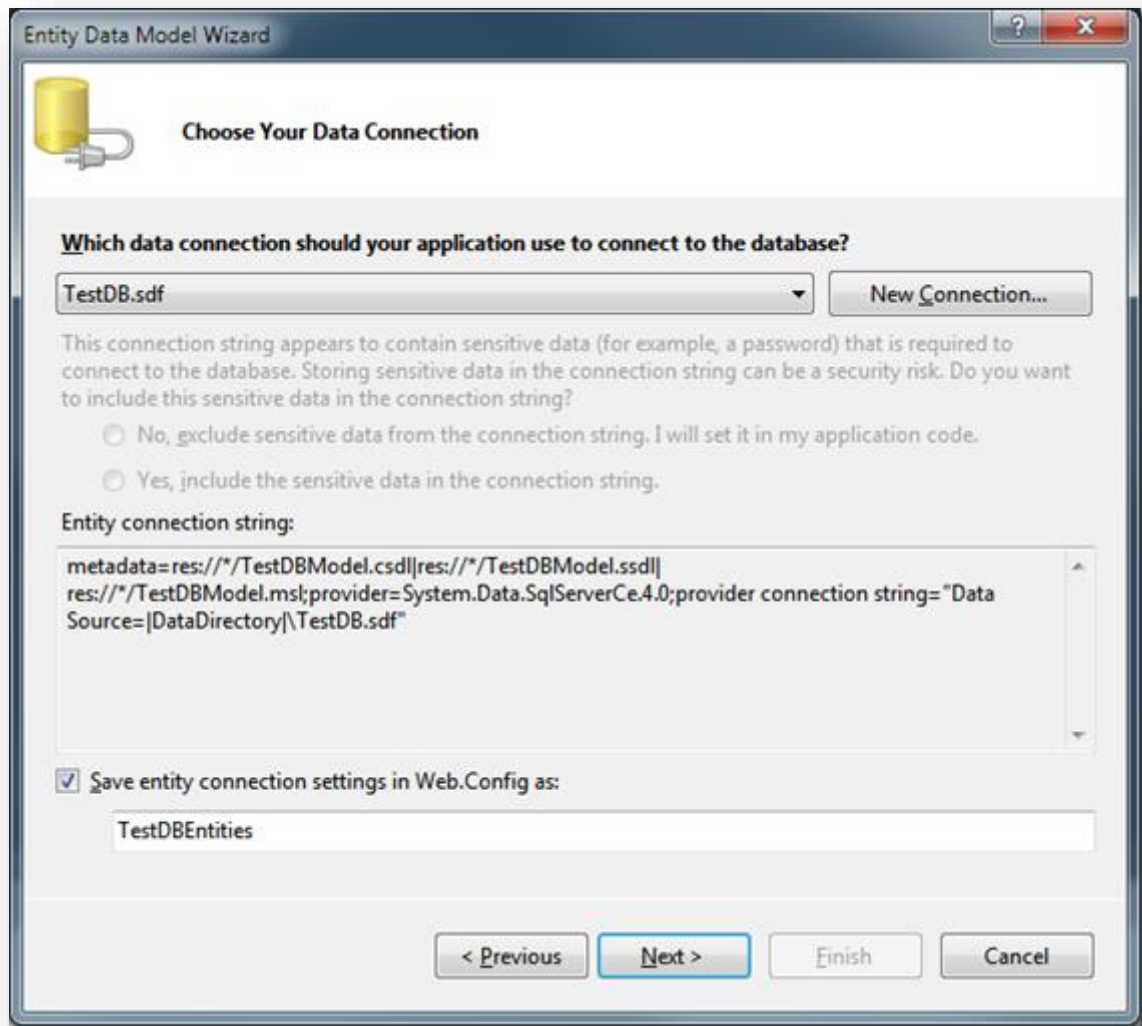 Entity Data Model Wizard
Choose Your Data Connection
Which data connection should your application use to connect to the database?
TestDB.sdf
New Connection...
This connection string appears to contain sensitive data (for example, a password) that is required to
connect to the database. Storing sensitive data in the connection string can be a security risk. Do you want
to include this sensitive data in the connection string?
No, exclude sensitive data from the connection string. I will set it in my application code.
Yes, include the sensitive data in the connection string.
Entity connection string:
metadata=res://*/TestDBModel.csdl|res://*/TestDBModel.ssdl|
res://*/TestDBModel.msl;provider=System.Data.SqlServerCe.4.0;provider connection string="Data
Source=|DataDirectory|\TestDB.sdf"
Save entity connection settings in Web.Config as:
TestDBEntities
< Previous
Next >
Finish
Cancel